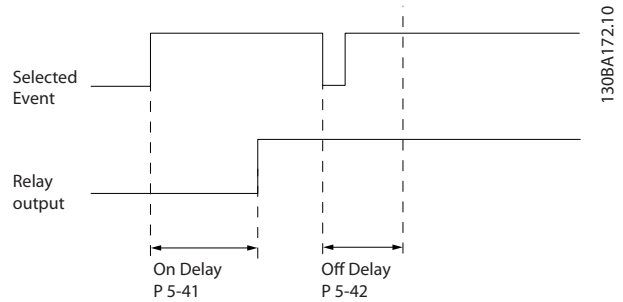 130BA172.10
Selected
Event
Relay
output
On Delay
P 5-41
Off Delay
P 5-42